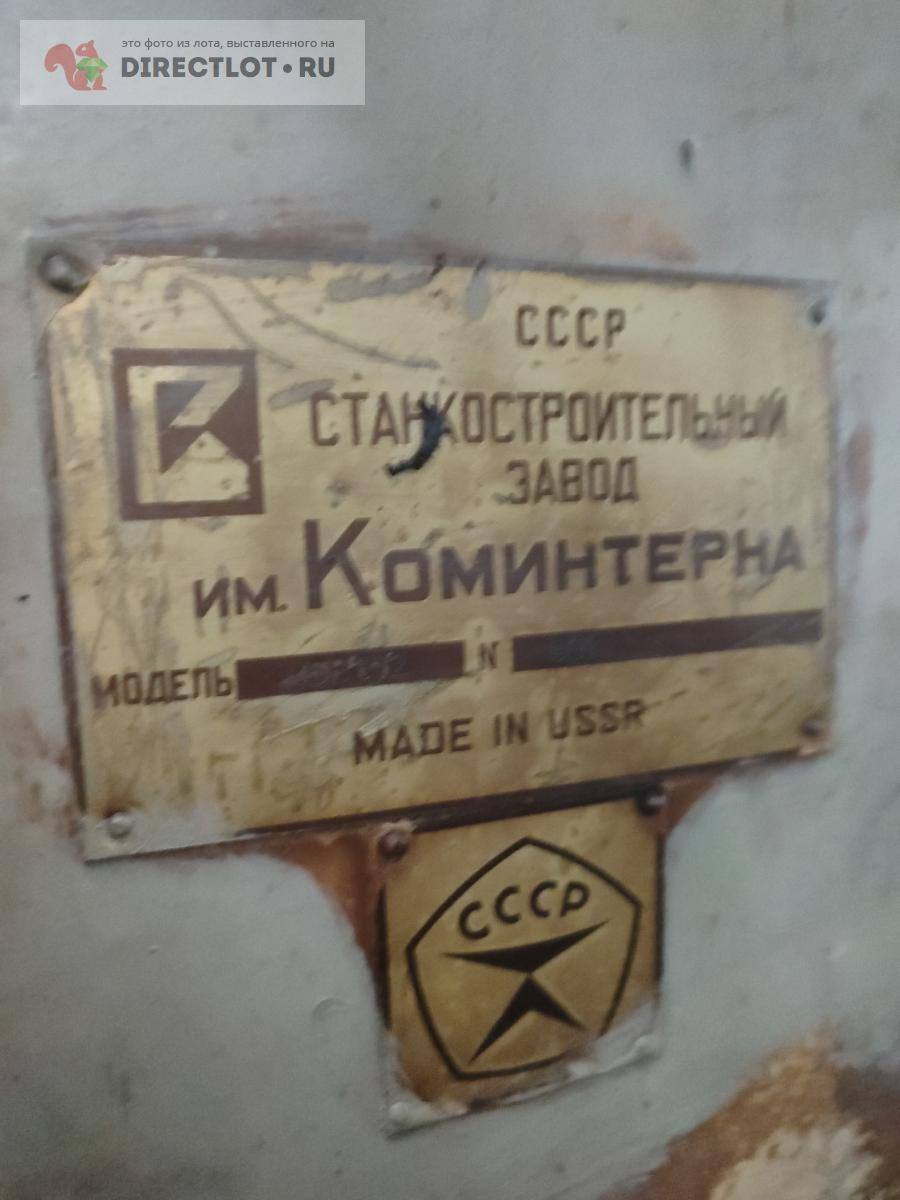 это фото из лота, выставленного на
DIRECTLOT•RU
СССР
СТАНКОСТРОИТЕЛЬНЫЙ
ЗАВОД
им. Коминтерна
МОДЕЛЬ N
MADE IN USSR
СССР